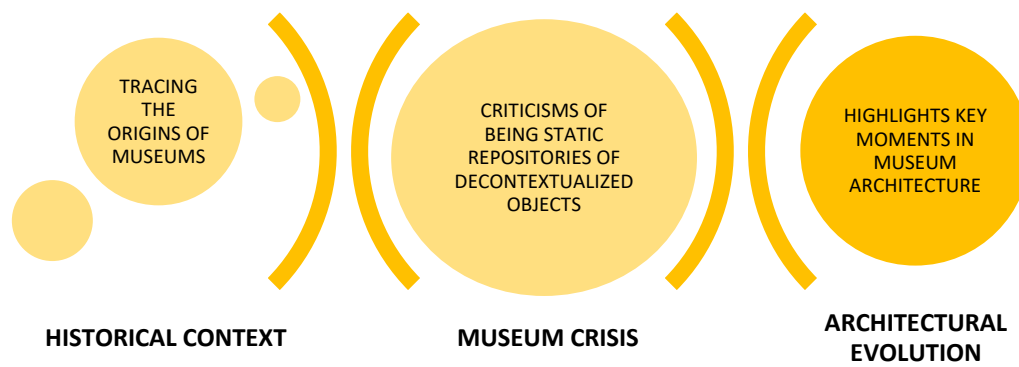 TRACING
THE
ORIGINS OF
MUSEUMS
HISTORICAL CONTEXT
CRITICISMS OF
BEING STATIC
REPOSITORIES OF
DECONTEXTUALIZED
OBJECTS
MUSEUM CRISIS
HIGHLIGHTS KEY
MOMENTS IN
MUSEUM
ARCHITECTURE
ARCHITECTURAL
EVOLUTION